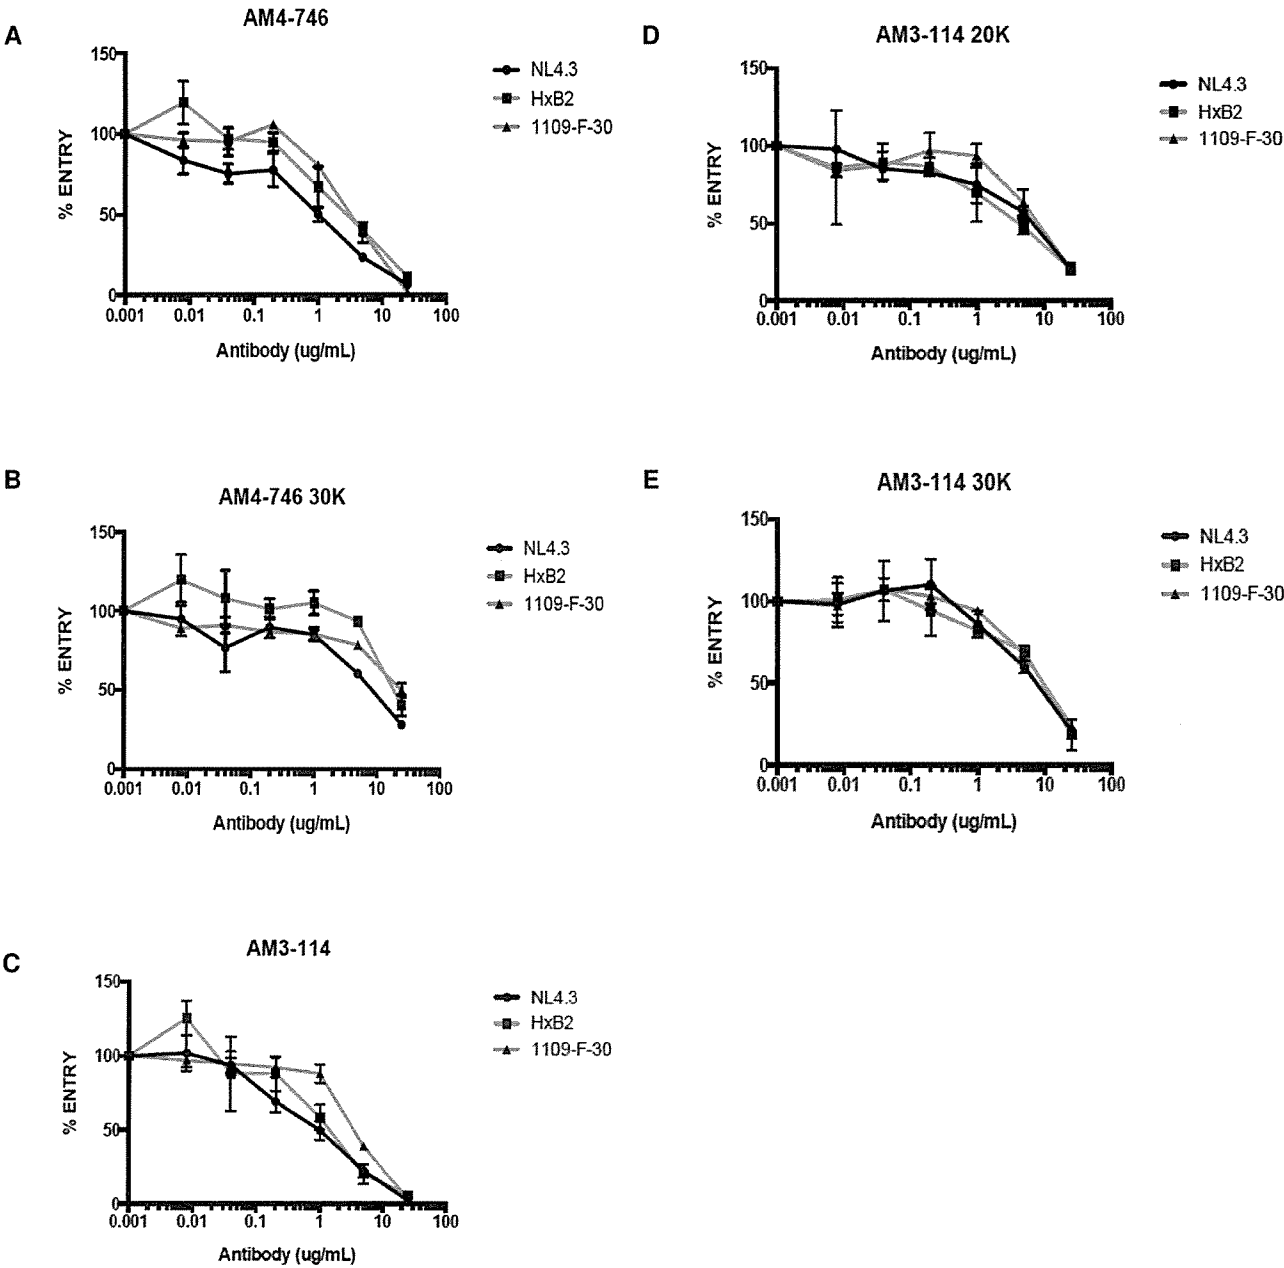 A
AM4-746
150
100
50
0
% ENTRY
0.001 0.01 0.1 1 10 100
Antibody (ug/mL)
NL4.3
HxB2
1109-F-30
B
AM4-746 30K
150
100
50
0
% ENTRY
0.001 0.01 0.1 1 10 100
Antibody (ug/mL)
NL4.3
HxB2
1109-F-30
C
AM3-114
150
100
50
0
% ENTRY
0.001 0.01 0.1 1 10 100
Antibody (ug/mL)
NL4.3
HxB2
1109-F-30
D
AM3-114 20K
150
100
50
0
% ENTRY
0.001 0.01 0.1 1 10 100
Antibody (ug/mL)
NL4.3
HxB2
1109-F-30
E
AM3-114 30K
150
100
50
0
% ENTRY
0.001 0.01 0.1 1 10 100
Antibody (ug/mL)
NL4.3
HxB2
1109-F-30